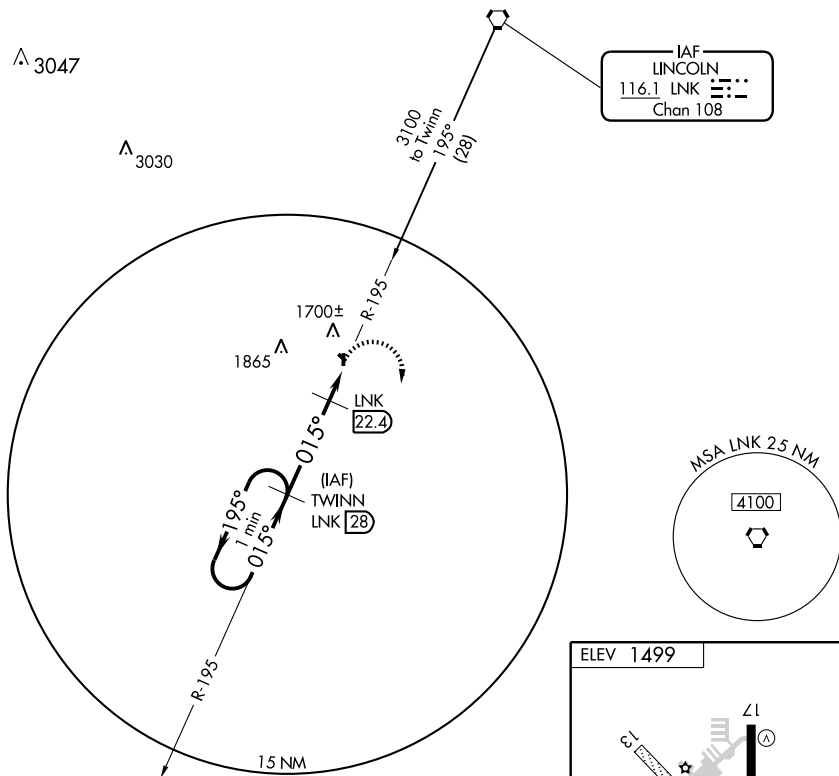 3047
3030
IAF
LINCOLN
116.1 LNK
Chan 108
3100
to Twinn
195°
(28)
R-195
1700±
1865
LNK
22.4
015°
(IAF)
TWINN
LNK 28
195°
1 min
015°
R-195
15 NM
MSA LNK 25 NM
4100
ELEV 1499
17
13
V